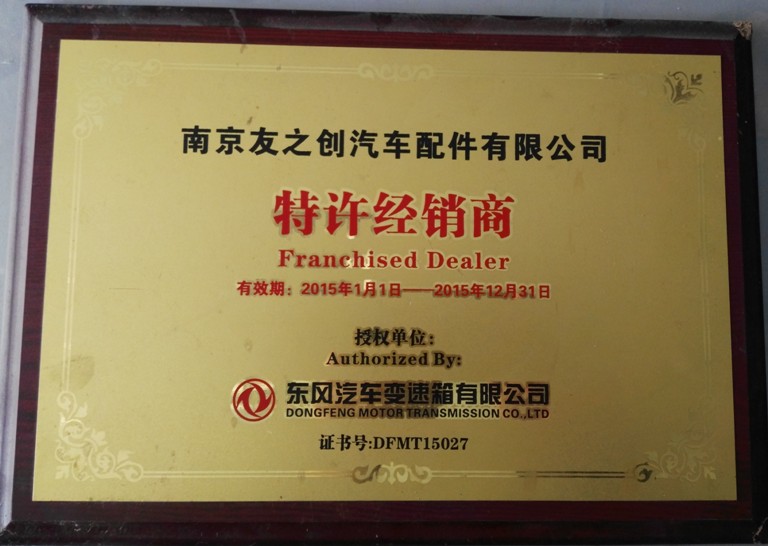 南京友之创汽车配件有限公司
特许经销商
Franchised Dealer
有效期：2015年1月1日——2015年12月31日
授权单位：
Authorized By:
东风汽车变速箱有限公司
DONGFENG MOTOR TRANSMISSION CO.,LTD
证书号:DFMT15027